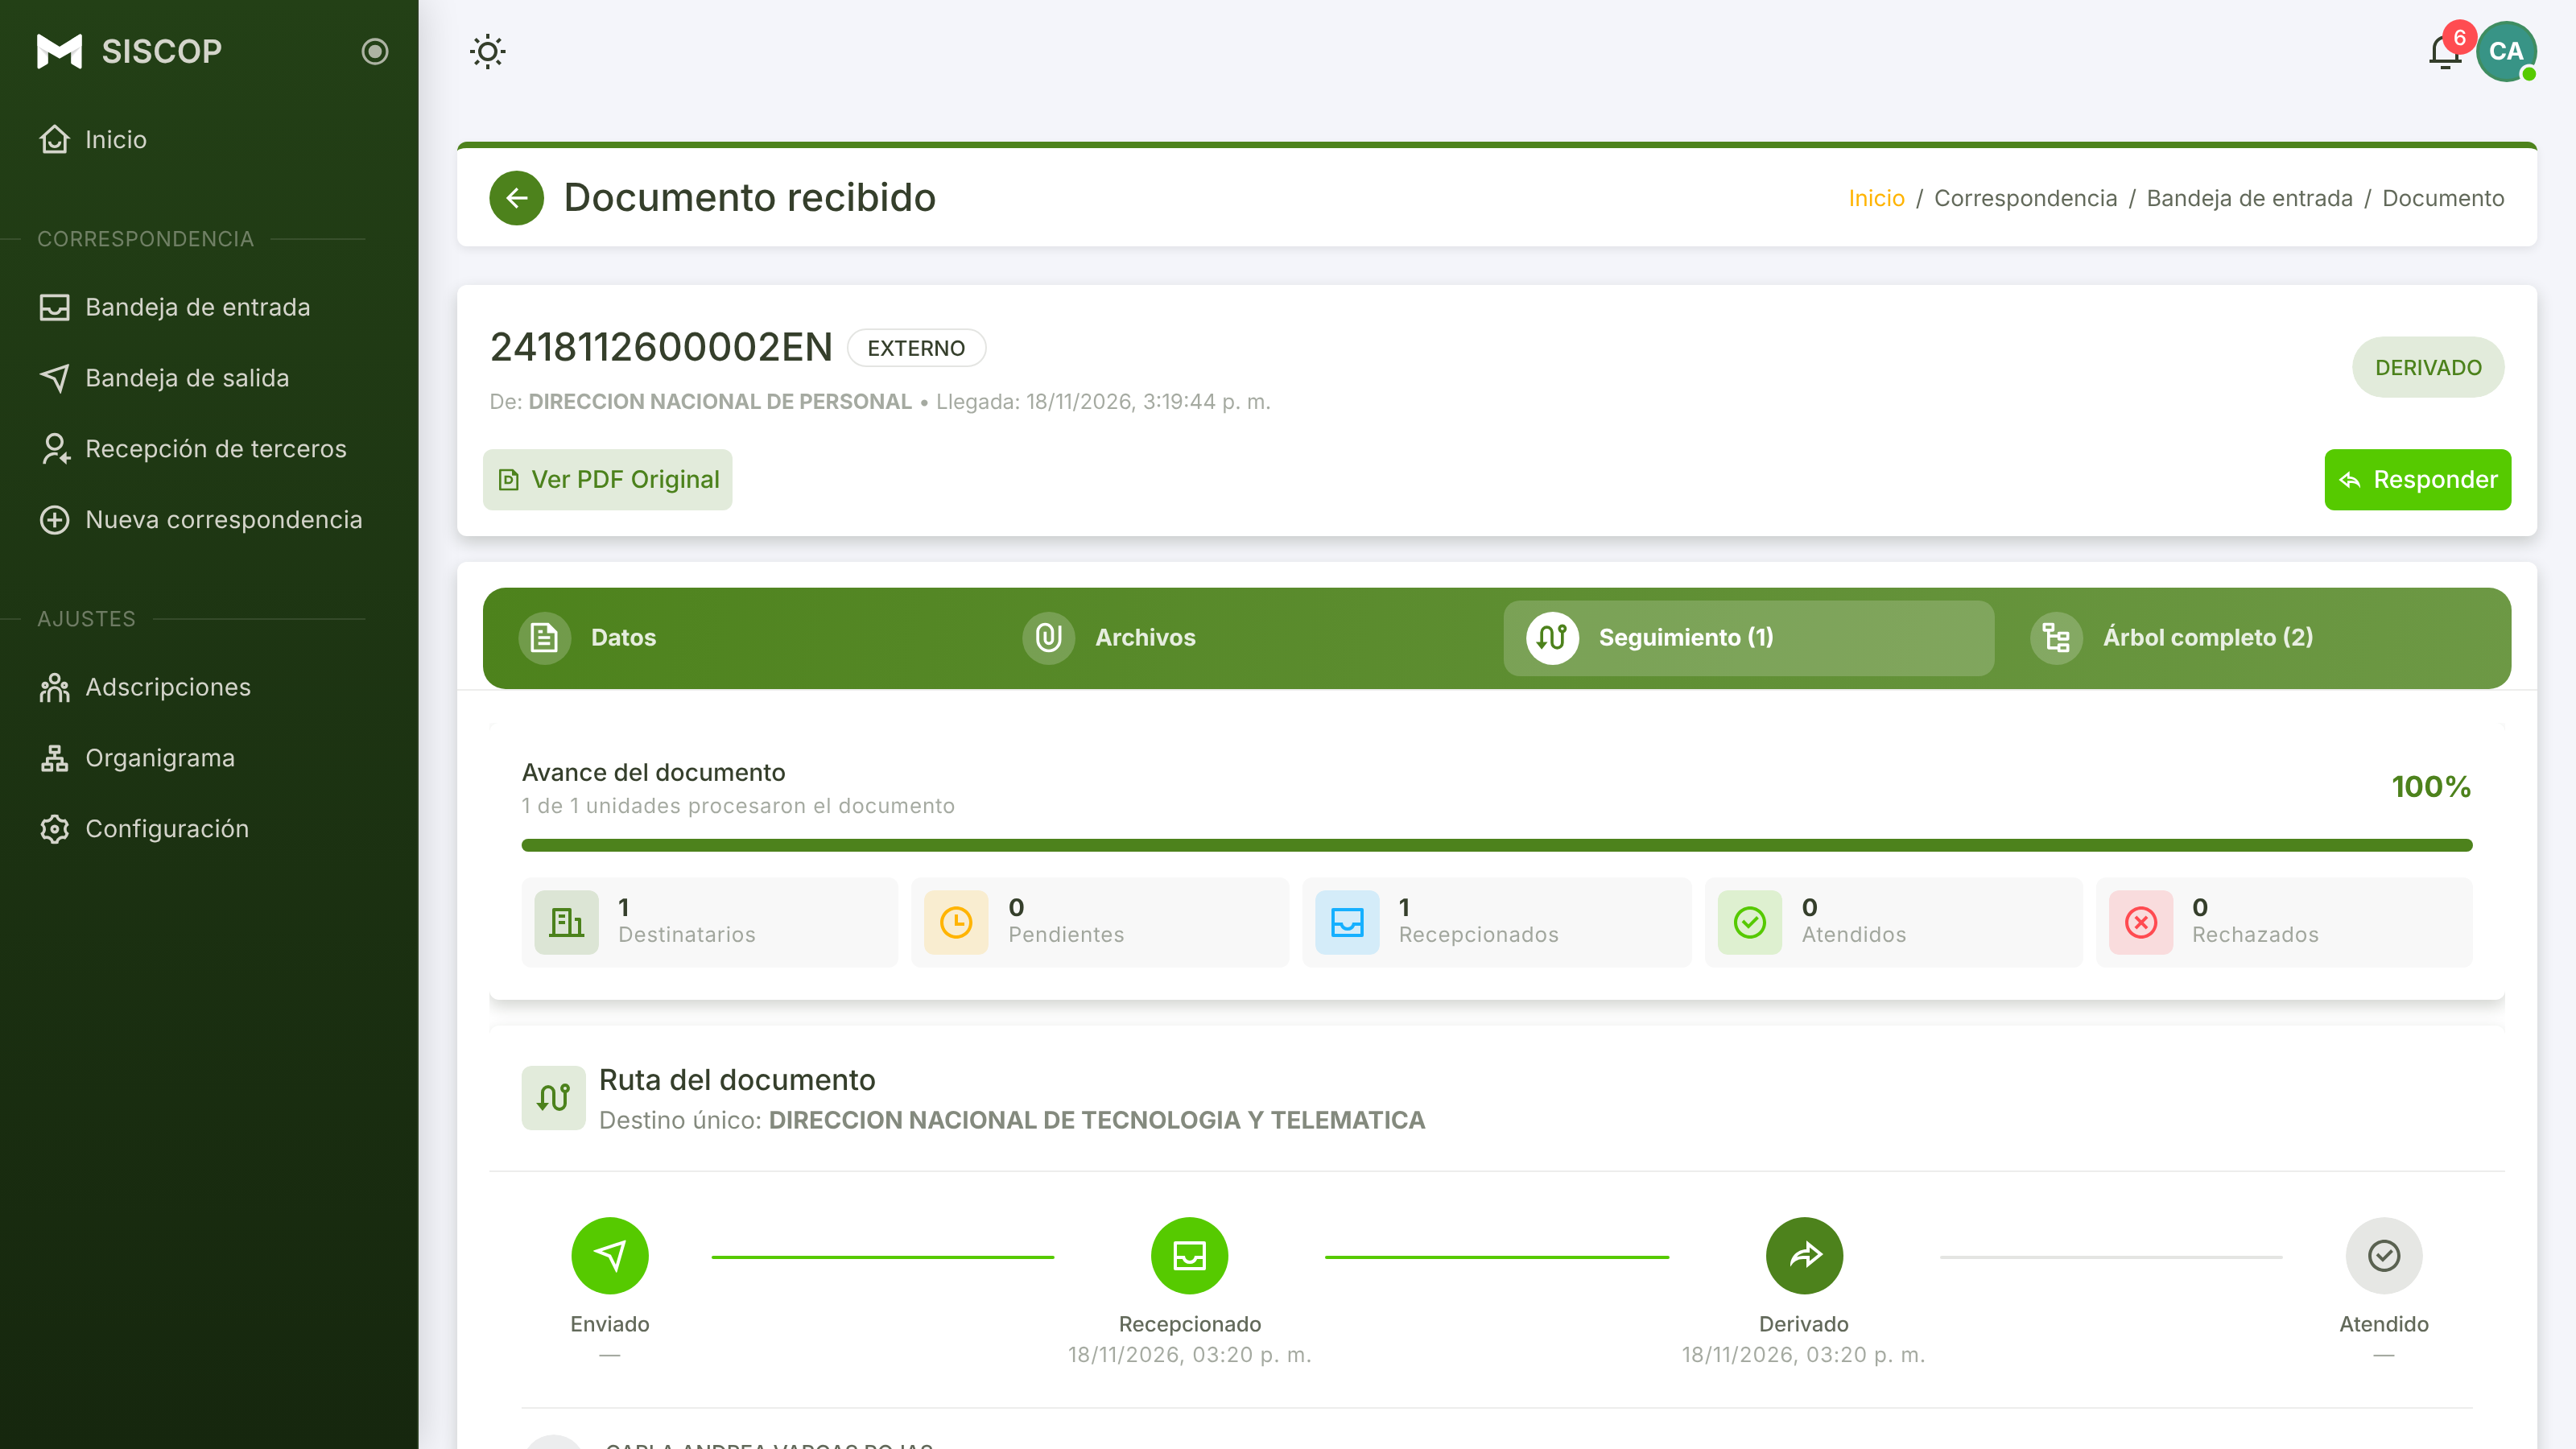 SISCOP
6
CA
Inicio
CORRESPONDENCIA
Bandeja de entrada
Bandeja de salida
Recepción de terceros
Nueva correspondencia
AJUSTES
Adscripciones
Organigrama
Configuración
Documento recibido
Inicio / Correspondencia / Bandeja de entrada / Documento
2418112600002EN EXTERNO
DERIVADO
De: DIRECCION NACIONAL DE PERSONAL • Llegada: 18/11/2026, 3:19:44 p. m.
Ver PDF Original
Responder
Datos
Archivos
Seguimiento (1)
Árbol completo (2)
Avance del documento
1 de 1 unidades procesaron el documento
100%
1
Destinatarios
0
Pendientes
1
Recepcionados
0
Atendidos
0
Rechazados
Ruta del documento
Destino único: DIRECCION NACIONAL DE TECNOLOGIA Y TELEMATICA
Enviado
—
Recepcionado
18/11/2026, 03:20 p. m.
Derivado
18/11/2026, 03:20 p. m.
Atendido
—
CARLA ANDREA VARGAS ROJAS